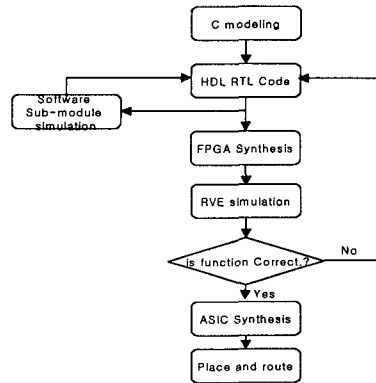 C modeling
HDL RTL Code
Software
Sub-module
simulation
FPGA Synthesis
RVE simulation
is function Correct.?
No
Yes
ASIC Synthesis
Place and route